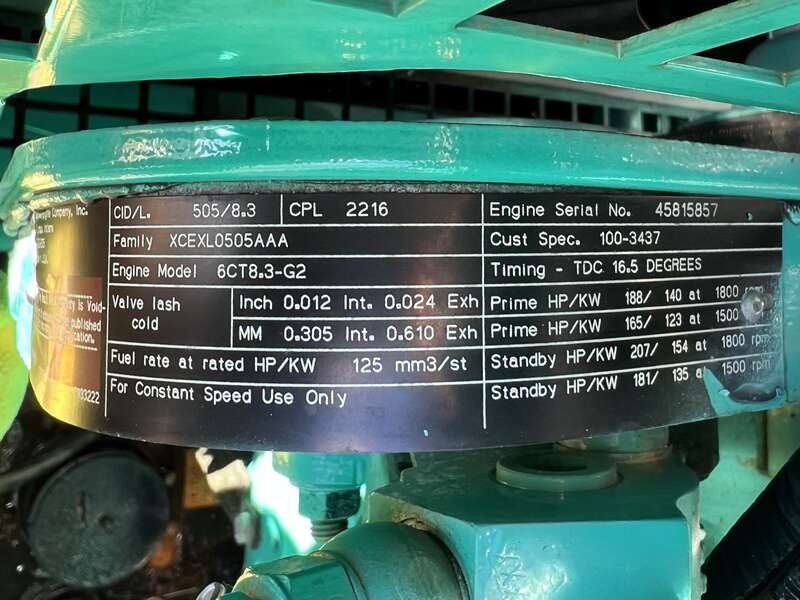 Company, Inc.
CID/L. 505/8.3 CPL 2216 Engine Serial No. 45815857
Family XCEXL0505AAA Cust Spec. 100-3437
Engine Model 6CT8.3-G2 Timing - TDC 16.5 DEGREES
Valve lash cold Inch 0.012 Int. 0.024 Exh Prime HP/KW 188/ 140 at 1800 rpm
MM 0.305 Int. 0.610 Exh Prime HP/KW 165/ 123 at 1500
Fuel rate at rated HP/KW 125 mm3/st Standby HP/KW 207/ 154 at 1800 rpm
For Constant Speed Use Only Standby HP/KW 181/ 135 at 1500 rpm